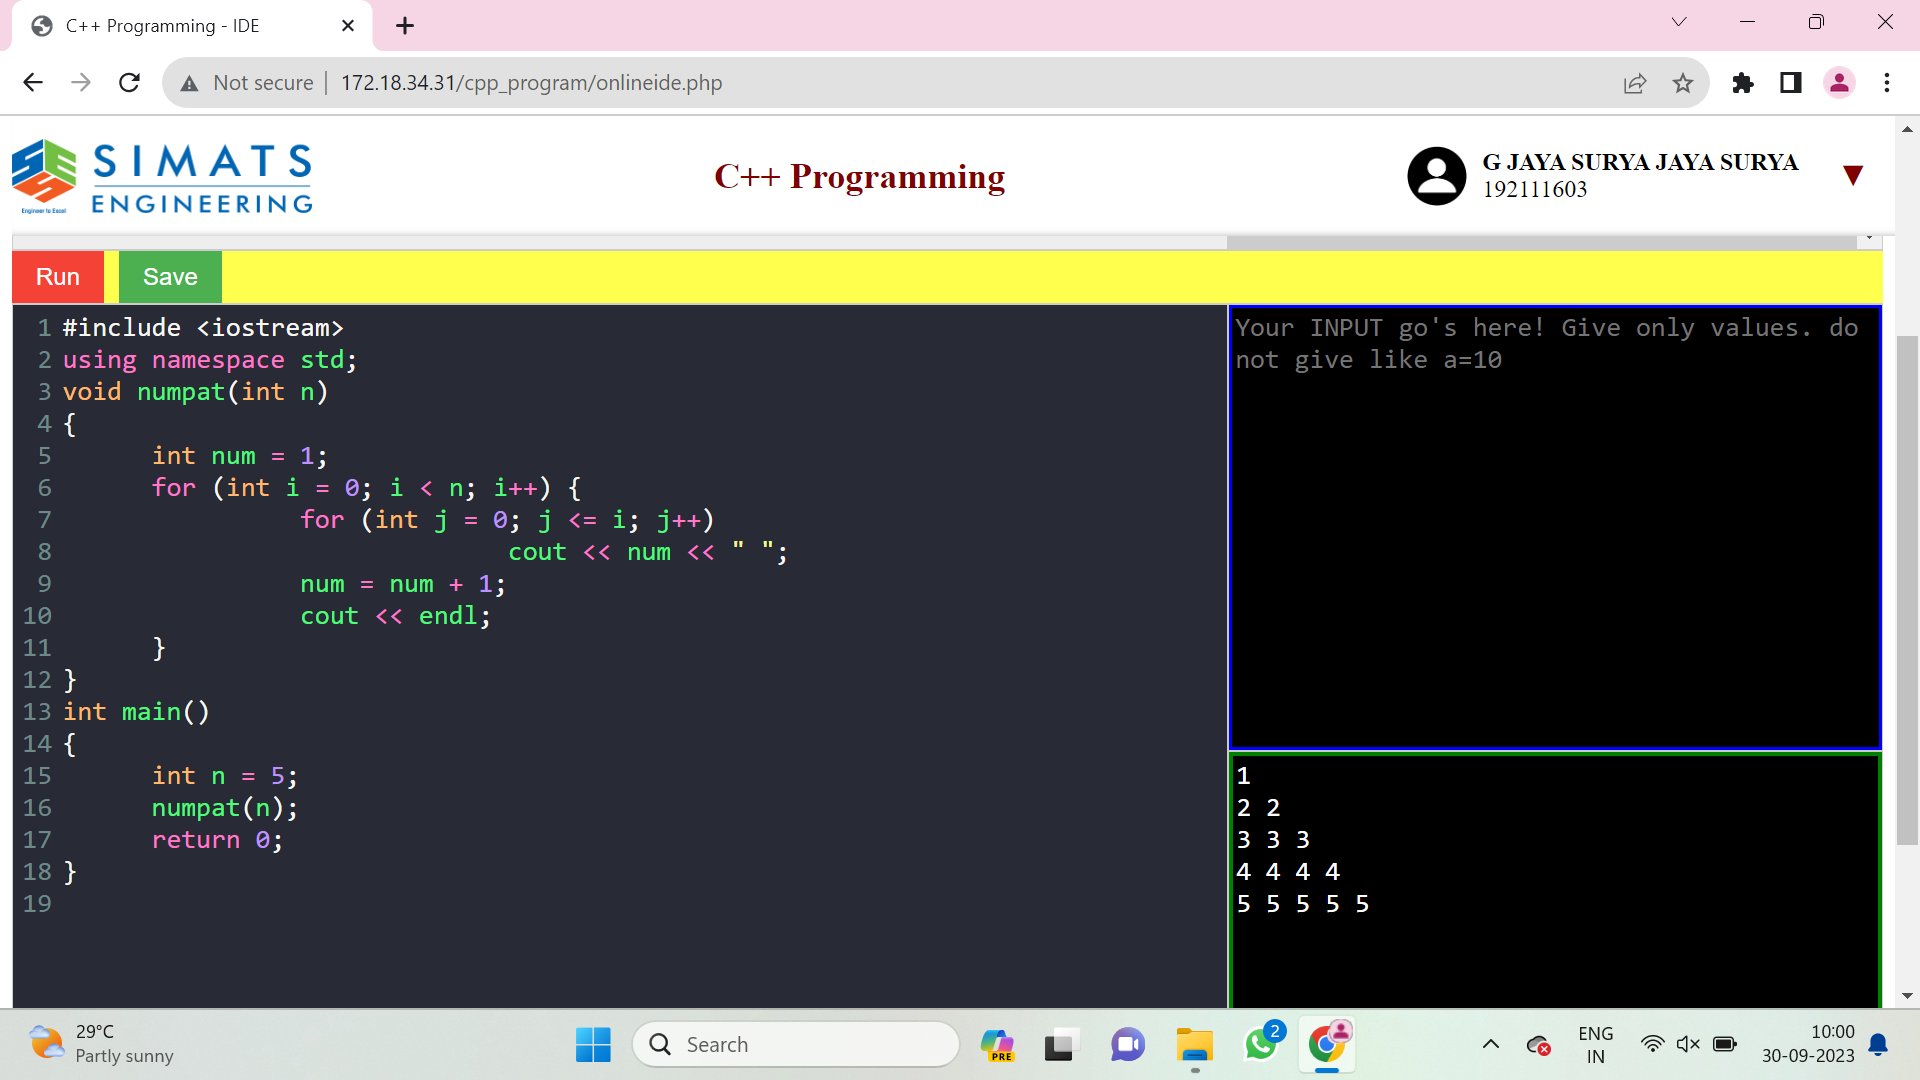 C++ Programming - IDE
Not secure | 172.18.34.31/cpp_program/onlineide.php
SIMATS
ENGINEERING
Engineer to Excel
C++ Programming
G JAYA SURYA JAYA SURYA
192111603
Run Save
1 #include <iostream>
2 using namespace std;
3 void numpat(int n)
4 {
5       int num = 1;
6       for (int i = 0; i < n; i++) {
7                 for (int j = 0; j <= i; j++)
8                               cout << num << " ";
9                 num = num + 1;
10                 cout << endl;
11       }
12 }
13 int main()
14 {
15       int n = 5;
16       numpat(n);
17       return 0;
18 }
19
Your INPUT go's here! Give only values. do
not give like a=10
1
2 2
3 3 3
4 4 4 4
5 5 5 5 5
29°C
Partly sunny
Search
PRE
2
ENG
IN
10:00
30-09-2023